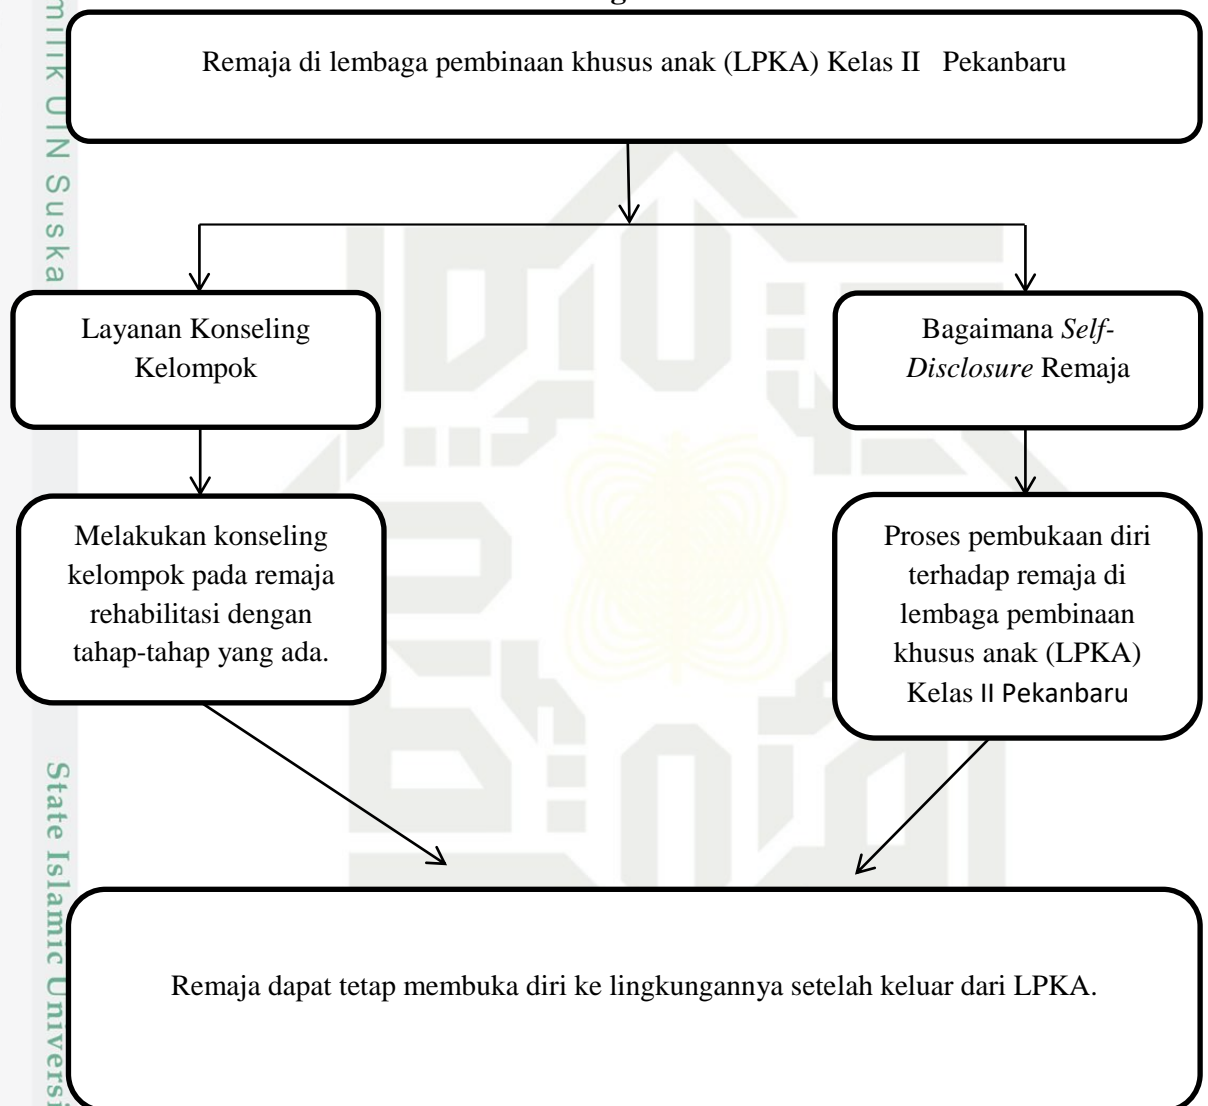 milik UIN Suska
Remaja di lembaga pembinaan khusus anak (LPKA) Kelas II Pekanbaru
Layanan Konseling
Kelompok
Bagaimana Self-
Disclosure Remaja
Melakukan konseling
kelompok pada remaja
rehabilitasi dengan
tahap-tahap yang ada.
Proses pembukaan diri
terhadap remaja di
lembaga pembinaan
khusus anak (LPKA)
Kelas II Pekanbaru
State Islamic Universi
Remaja dapat tetap membuka diri ke lingkungannya setelah keluar dari LPKA.